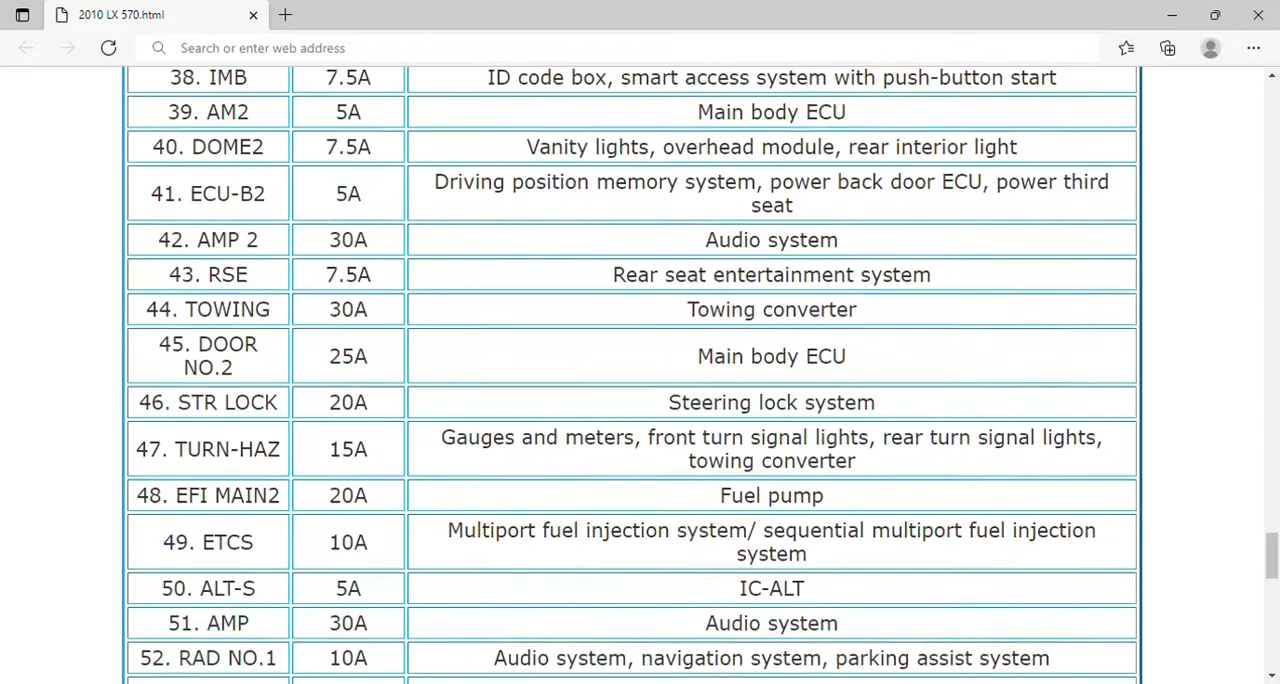 2010 LX 570.html
Search or enter web address
38. IMB 7.5A ID code box, smart access system with push-button start
39. AM2 5A Main body ECU
40. DOME2 7.5A Vanity lights, overhead module, rear interior light
41. ECU-B2 5A Driving position memory system, power back door ECU, power third
seat
42. AMP 2 30A Audio system
43. RSE 7.5A Rear seat entertainment system
44. TOWING 30A Towing converter
45. DOOR
NO.2 25A Main body ECU
46. STR LOCK 20A Steering lock system
47. TURN-HAZ 15A Gauges and meters, front turn signal lights, rear turn signal lights,
towing converter
48. EFI MAIN2 20A Fuel pump
49. ETCS 10A Multiport fuel injection system/ sequential multiport fuel injection
system
50. ALT-S 5A IC-ALT
51. AMP 30A Audio system
52. RAD NO.1 10A Audio system, navigation system, parking assist system